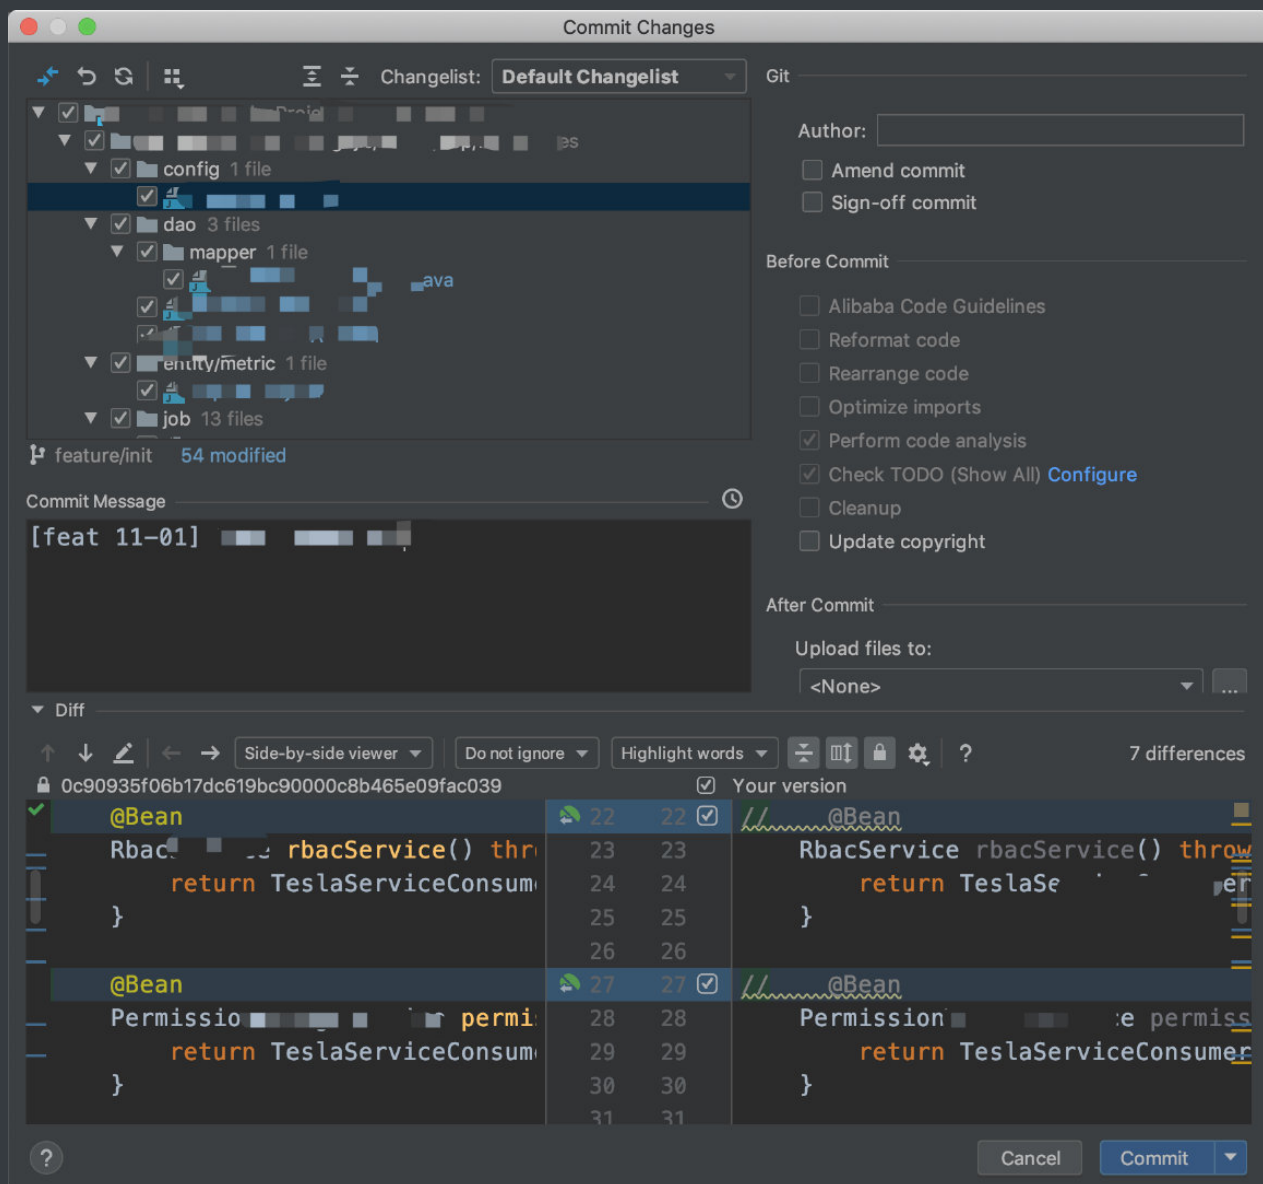 Commit Changes
Changelist: Default Changelist
config 1 file
dao 3 files
mapper 1 file
ava
entity/metric 1 file
job 13 files
feature/init 54 modified
Commit Message
[feat 11-01]
Git
Author:
Amend commit
Sign-off commit
Before Commit
Alibaba Code Guidelines
Reformat code
Rearrange code
Optimize imports
Perform code analysis
Check TODO (Show All) Configure
Cleanup
Update copyright
After Commit
Upload files to:
<None> ...
Diff
Side-by-side viewer Do not ignore Highlight words ? 7 differences
0c90935f06b17dc619bc90000c8b465e09fac039 Your version
@Bean 22 22 // @Bean
rbacService() thr 23 23 RbacService rbacService() throw
return TeslaServiceConsum 24 24 return TeslaSe
} 25 25 }
26 26
@Bean 27 27 // @Bean
Permissio permis 28 28 Permission e permiss
return TeslaServiceConsum 29 29 return TeslaServiceConsumer
} 30 30 }
31 31
? Cancel Commit